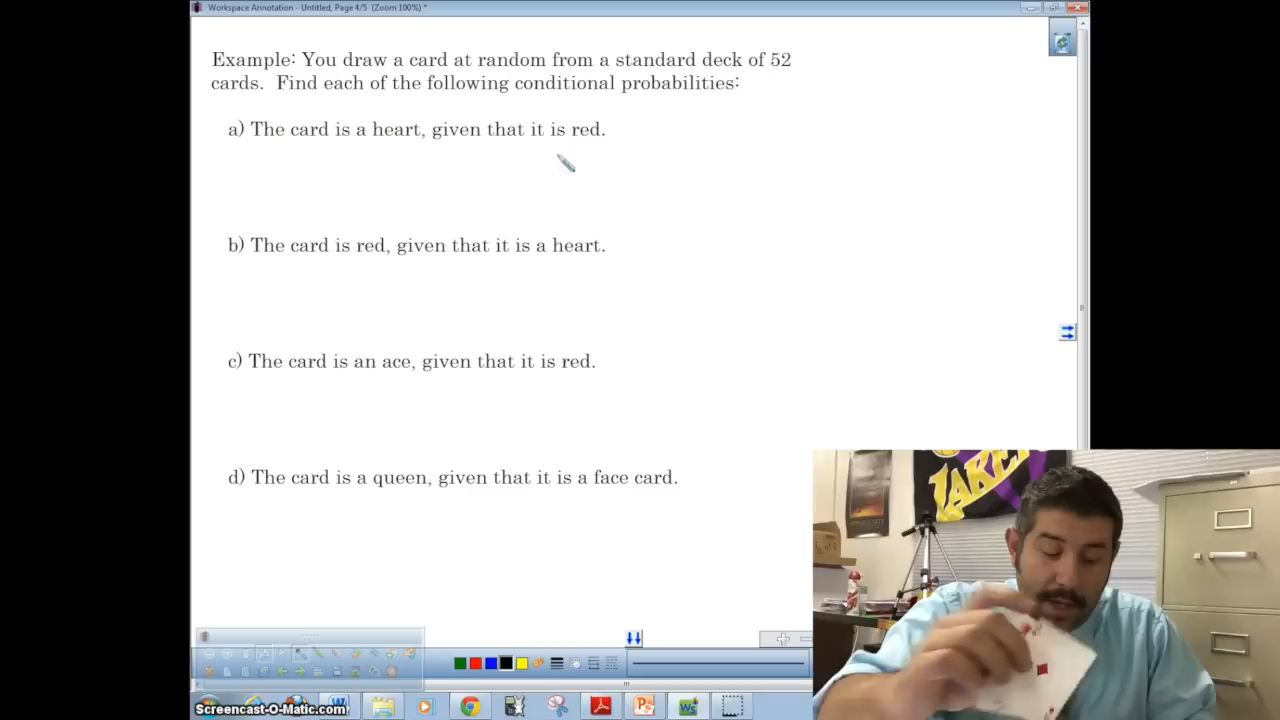 Workspace Annotation - Untitled, Page 4/5 (Zoom 100%) *
Example: You draw a card at random from a standard deck of 52
cards. Find each of the following conditional probabilities:
a) The card is a heart, given that it is red.
b) The card is red, given that it is a heart.
c) The card is an ace, given that it is red.
d) The card is a queen, given that it is a face card.
LAKERS
Screencast-O-Matic.com